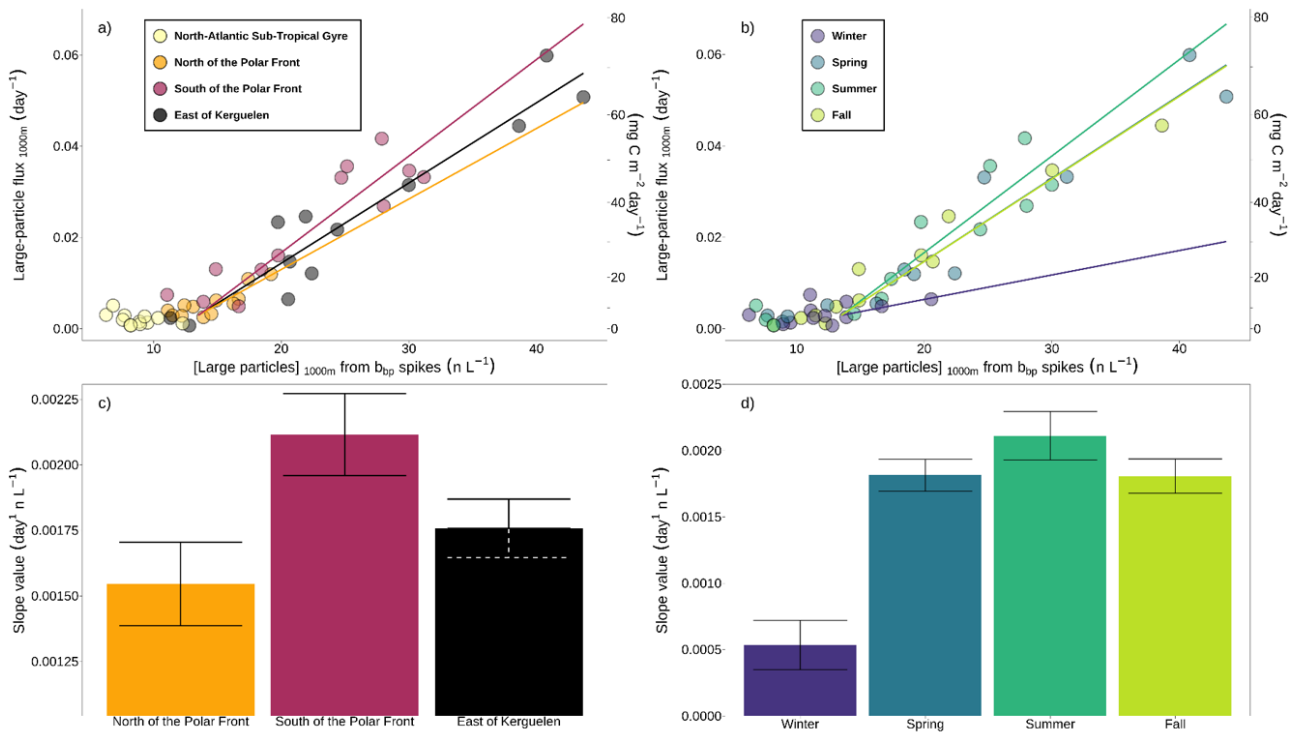 a)
North-Atlantic Sub-Tropical Gyre
North of the Polar Front
South of the Polar Front
East of Kerguelen
Large-particle flux 1000m (day−1)
0.06
0.04
0.02
0.00
80
60
40
20
0
(mg C m−2 day−1)
10 20 30 40
[Large particles] 1000m from bbp spikes (n L−1)
b)
Winter
Spring
Summer
Fall
Large-particle flux 1000m (day−1)
0.06
0.04
0.02
0.00
80
60
40
20
0
(mg C m−2 day−1)
10 20 30 40
[Large particles] 1000m from bbp spikes (n L−1)
c)
Slope value (day1 n L−1)
0.00225
0.00200
0.00175
0.00150
0.00125
North of the Polar Front South of the Polar Front East of Kerguelen
d)
Slope value (day1 n L−1)
0.0025
0.0020
0.0015
0.0010
0.0005
0.0000
Winter Spring Summer Fall